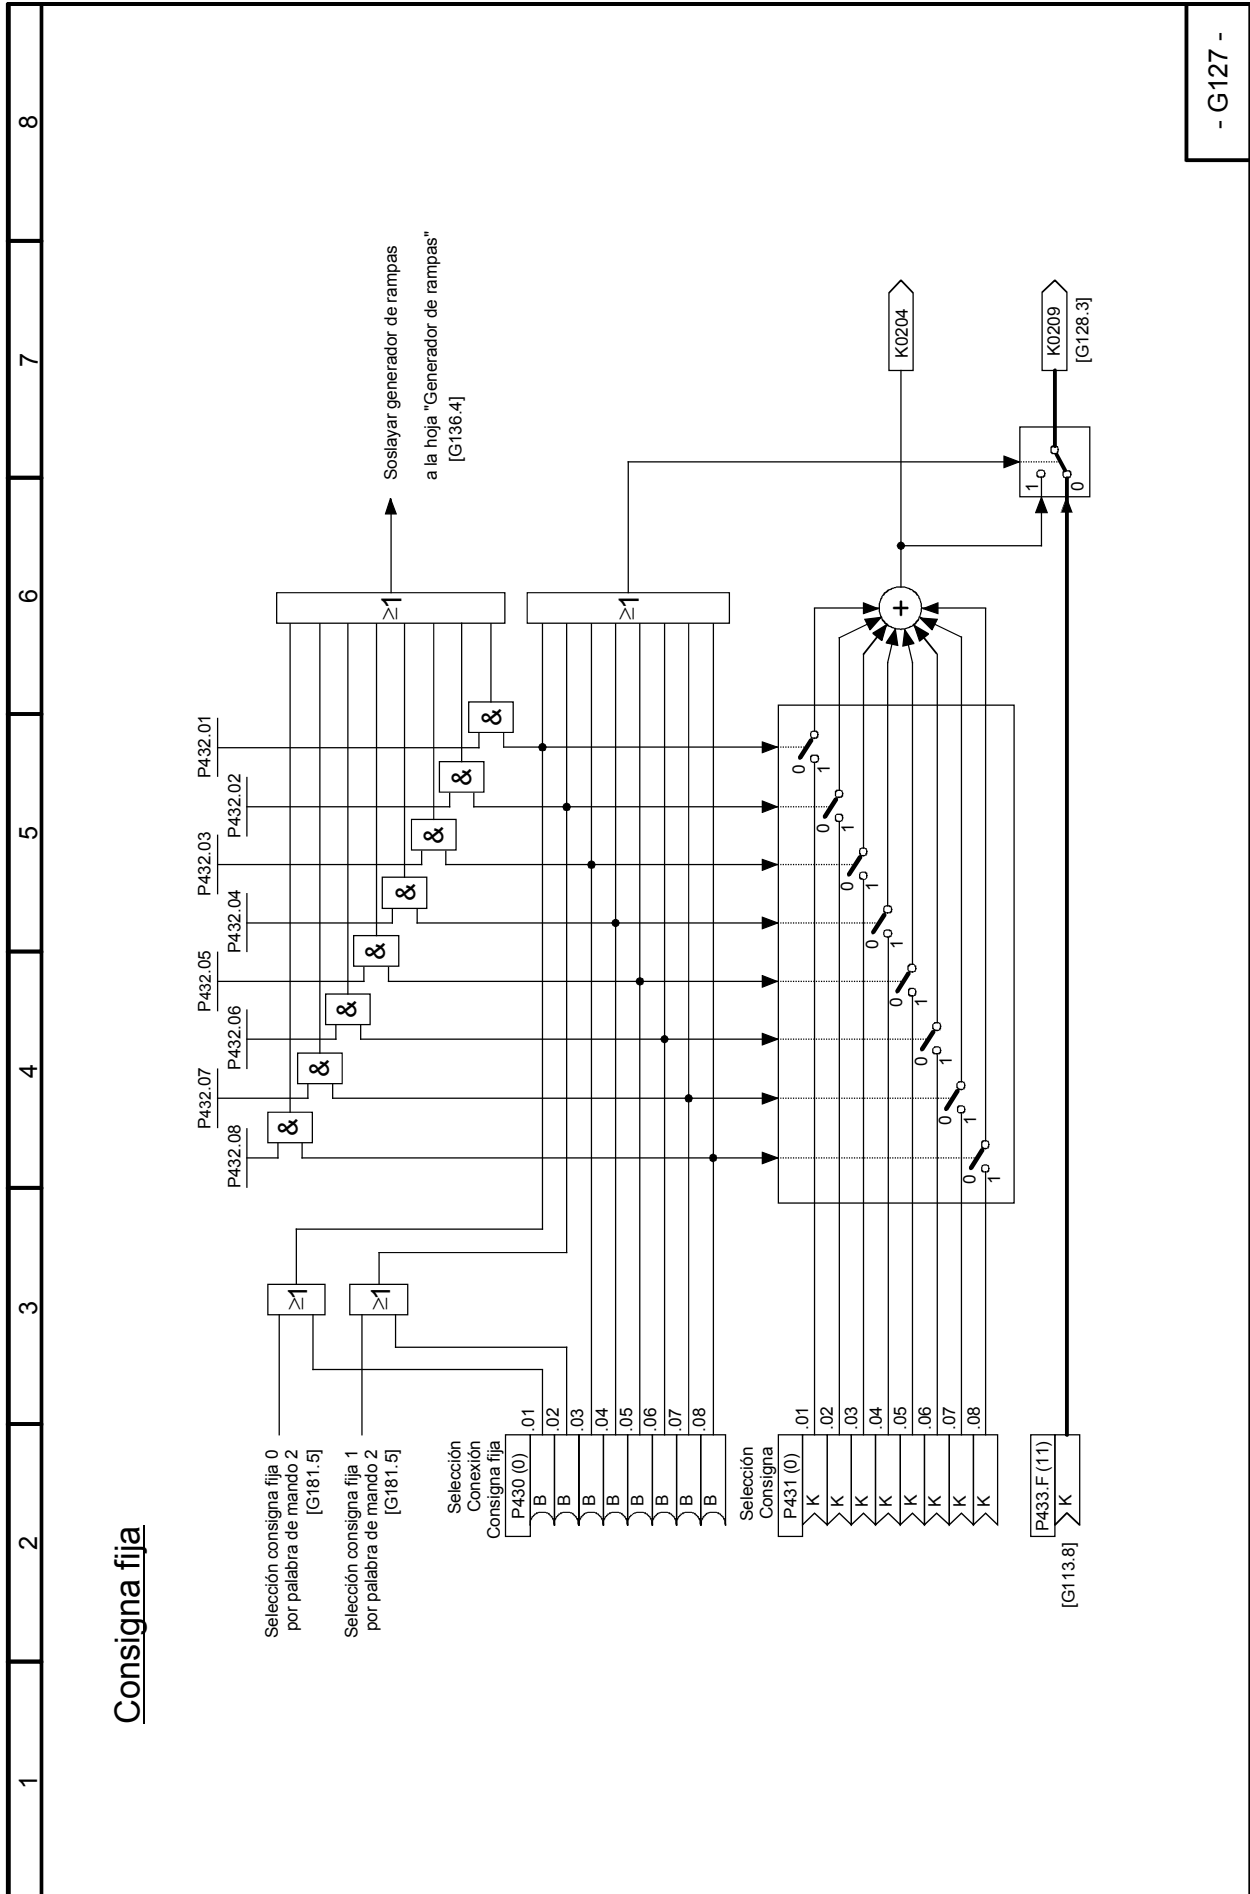 1 2 3 4 5 6 7 8
Consigna fija
Selección consigna fija 0
por palabra de mando 2
[G181.5]
Selección consigna fija 1
por palabra de mando 2
[G181.5]
≥1
≥1
P432.08
P432.07
P432.06
P432.05
P432.04
P432.03
P432.02
P432.01
&
&
&
&
&
&
&
&
≥1
Soslayar generador de rampas
a la hoja "Generador de rampas"
[G136.4]
Selección
Conexión
Consigna fija
P430 (0)
B .01
B .02
B .03
B .04
B .05
B .06
B .07
B .08
≥1
Selección
Consigna
P431 (0)
K .01
K .02
K .03
K .04
K .05
K .06
K .07
K .08
0 1
0 1
0 1
0 1
0 1
0 1
0 1
0 1
+
K0204
P433.F (11)
[G113.8] K
1
0
K0209
[G128.3]
- G127 -